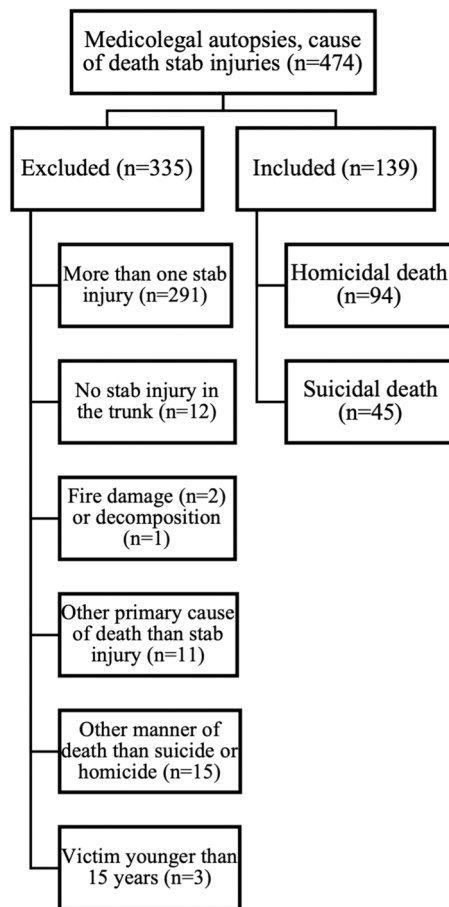 Medicolegal autopsies, cause
of death stab injuries (n=474)
Excluded (n=335)
Included (n=139)
More than one stab
injury (n=291)
Homicidal death
(n=94)
No stab injury in
the trunk (n=12)
Suicidal death
(n=45)
Fire damage (n=2)
or decomposition
(n=1)
Other primary cause
of death than stab
injury (n=11)
Other manner of
death than suicide or
homicide (n=15)
Victim younger than
15 years (n=3)